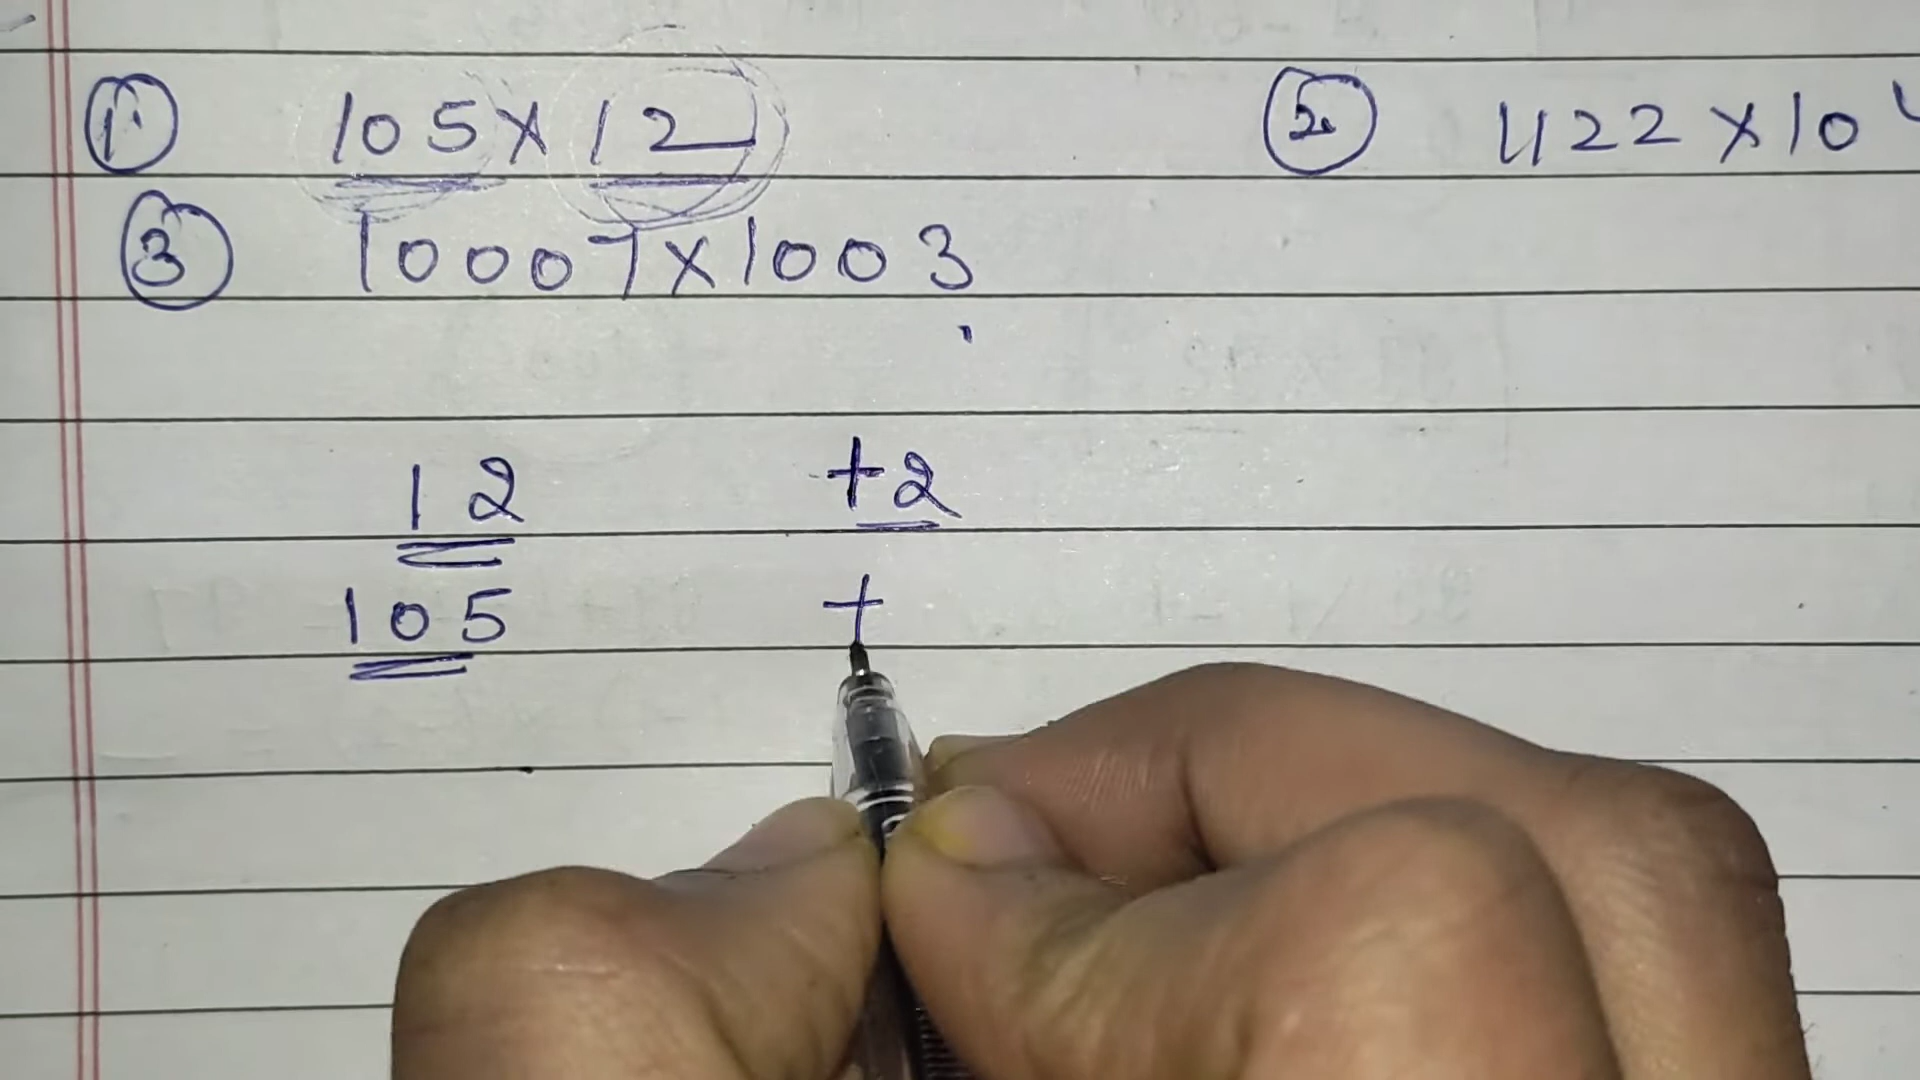 ① 105 × 12 ② 1122 × 10
③ 10007 × 1003
12 +2
105 +